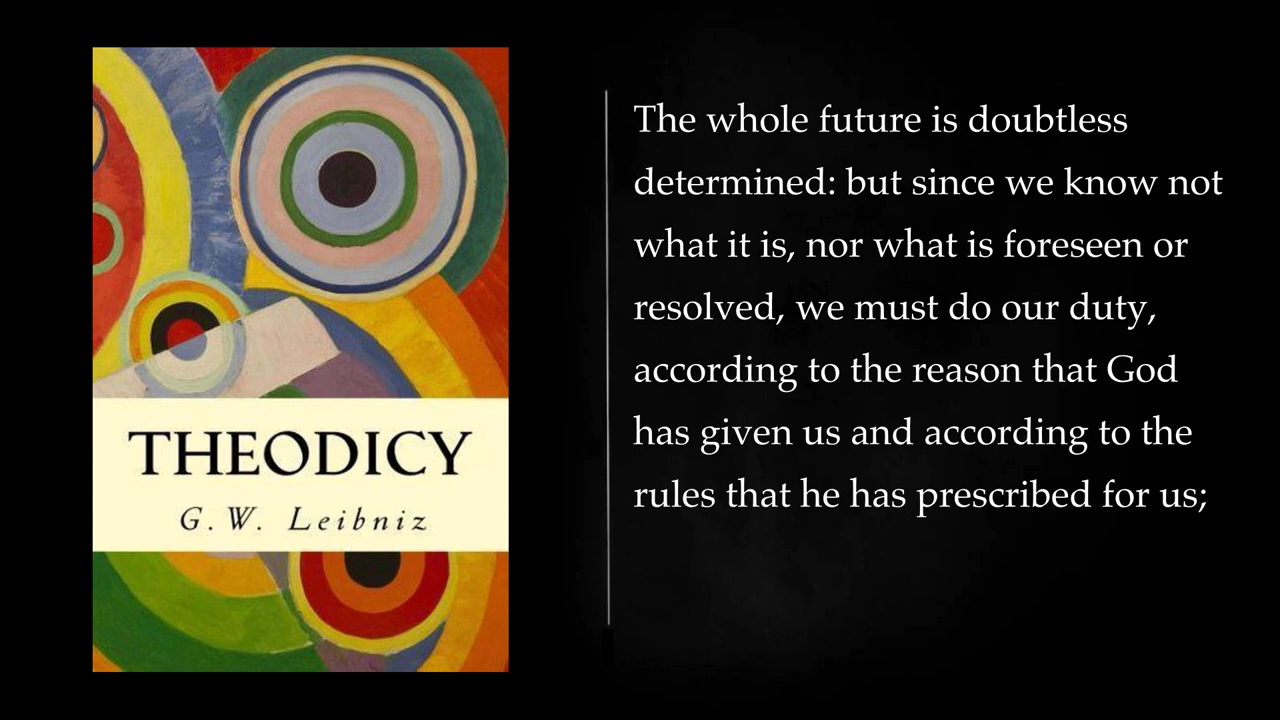 THEODICY
G. W. Leibniz
The whole future is doubtless
determined: but since we know not
what it is, nor what is foreseen or
resolved, we must do our duty,
according to the reason that God
has given us and according to the
rules that he has prescribed for us;